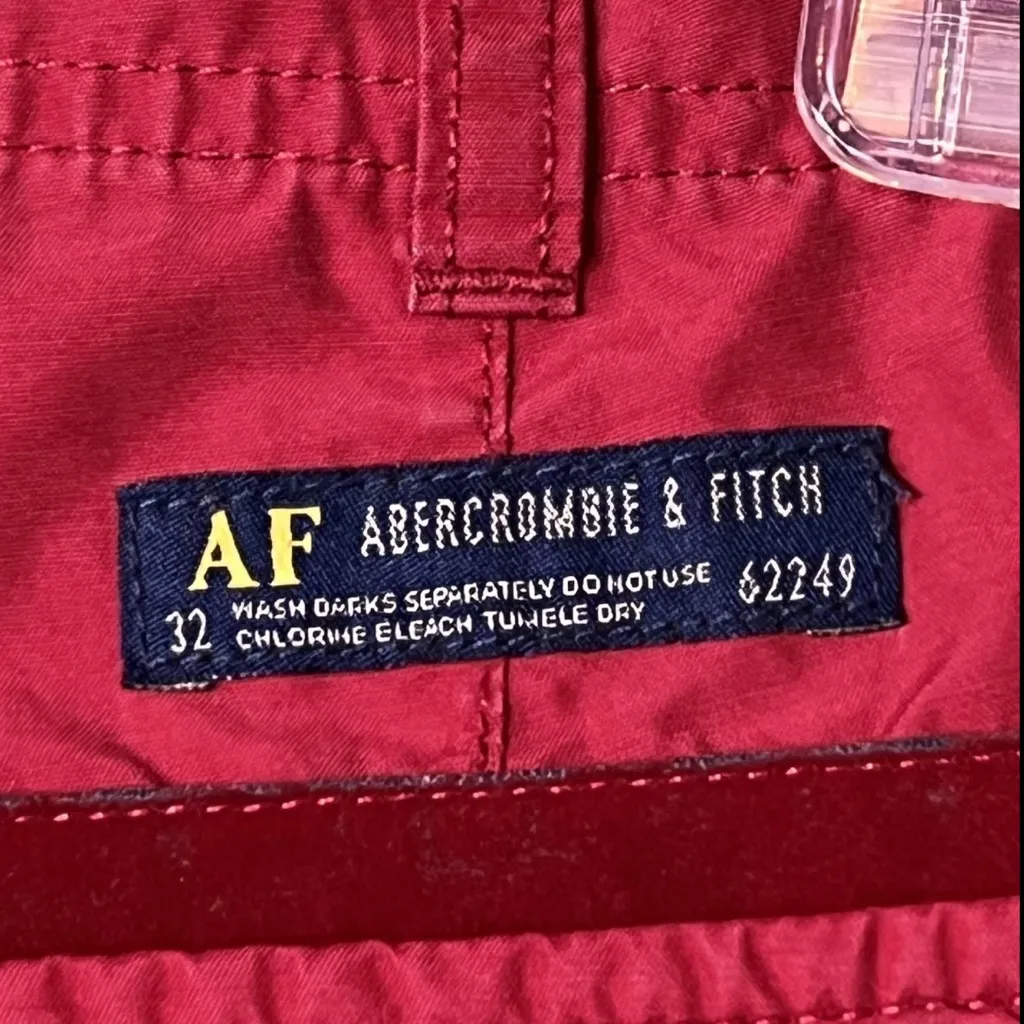 AF ABERCROMBIE & FITCH
32 WASH DARKS SEPARATELY DO NOT USE 62249
CHLORINE BLEACH TUMBLE DRY